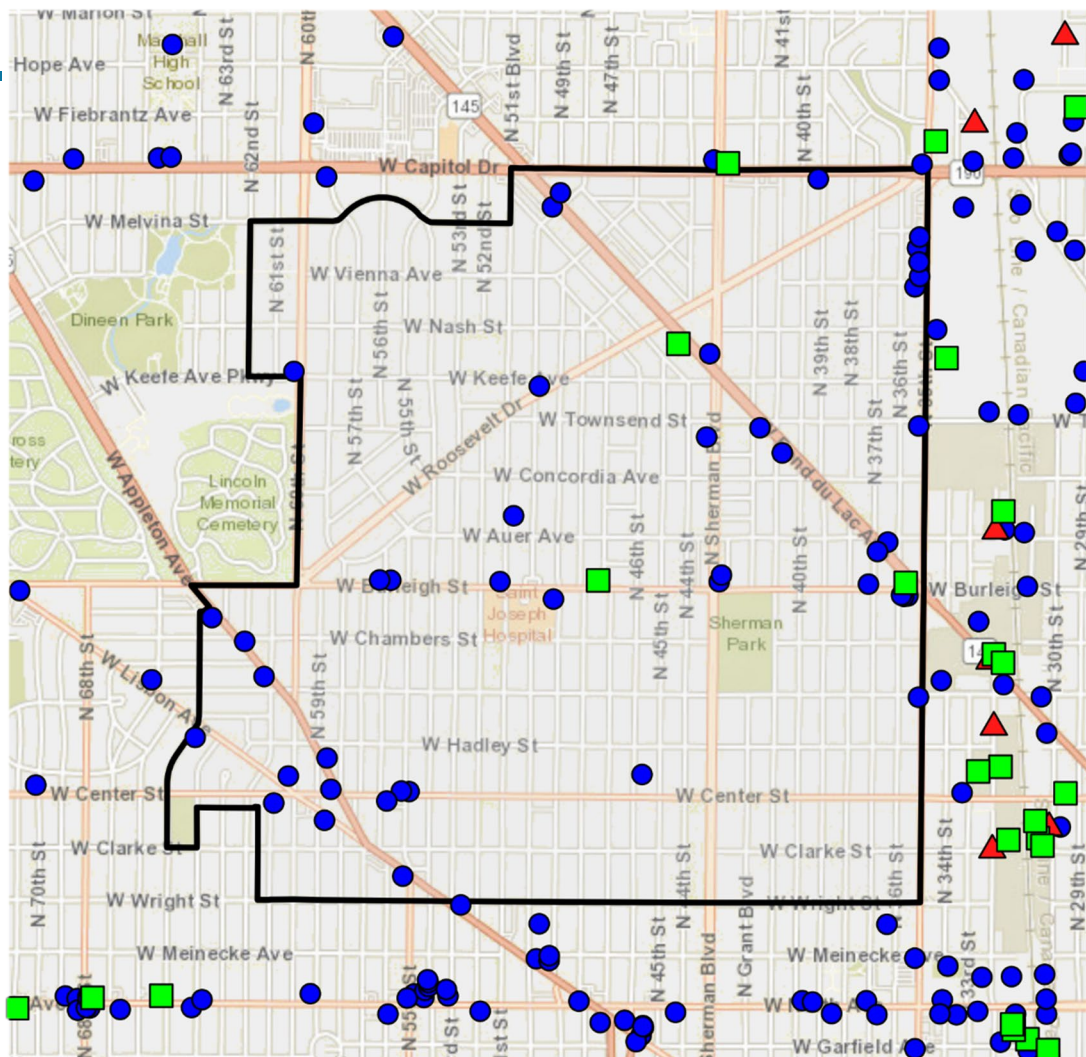 W Marion St
N 60th
Marshall
High
School
Hope Ave
N 63rd St
N 51st Blvd
N 49th St
N 47th St
N 41st
145
W Fiebrantz Ave
N 62nd St
N 40th St
W Capitol Dr
190
W Melvina St
N 53rd St
N 52nd St
N 61st St
W Vienna Ave
Dineen Park
N 56th St
W Nash St
N 39th St
N 38th St
N 36th St
Canadian Pacific
W Keefe Ave Pkwy
W Keefe Ave
N 57th St
N 55th St
W Roosevelt Dr
W Townsend St
N 37th St
W Appleton Ave
Lincoln
Memorial
Cemetery
W Concordia Ave
N Sherman Blvd
W Auer Ave
N 46th St
N 44th St
N 40th St
N 29th St
W Burleigh St
W Burleigh St
Saint
Joseph
Hospital
W Chambers St
N 45th St
Sherman
Park
N 30th St
N 68th St
W Lisbon Ave
N 59th St
W Hadley St
W Center St
W Center St
W Clarke St
W Clarke St
N 70th St
N 34th St
N 29th St
W Wright St
W Wright St
N Grant Blvd
W Meinecke Ave
W Meinecke Ave
N 45th St
Sherman Blvd
33rd St
W Garfield Ave